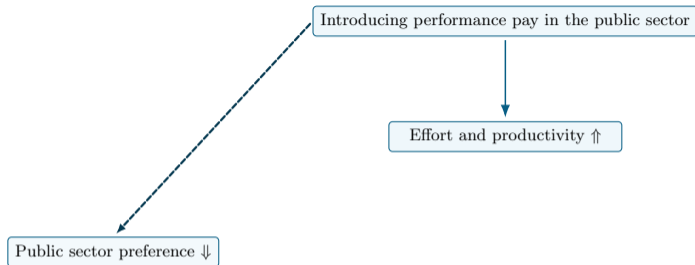 Introducing performance pay in the public sector
Effort and productivity ⇑
Public sector preference ⇓